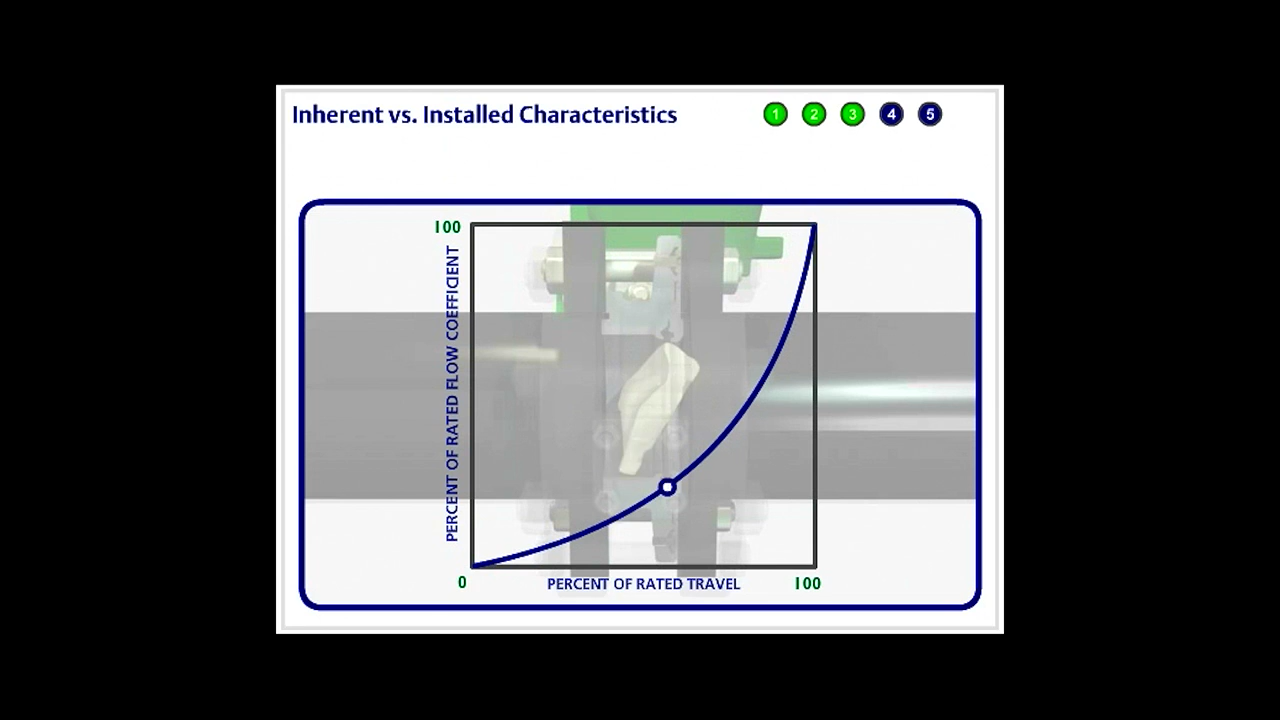 Inherent vs. Installed Characteristics
1 2 3 4 5
100
PERCENT OF RATED FLOW COEFFICIENT
0
PERCENT OF RATED TRAVEL
100